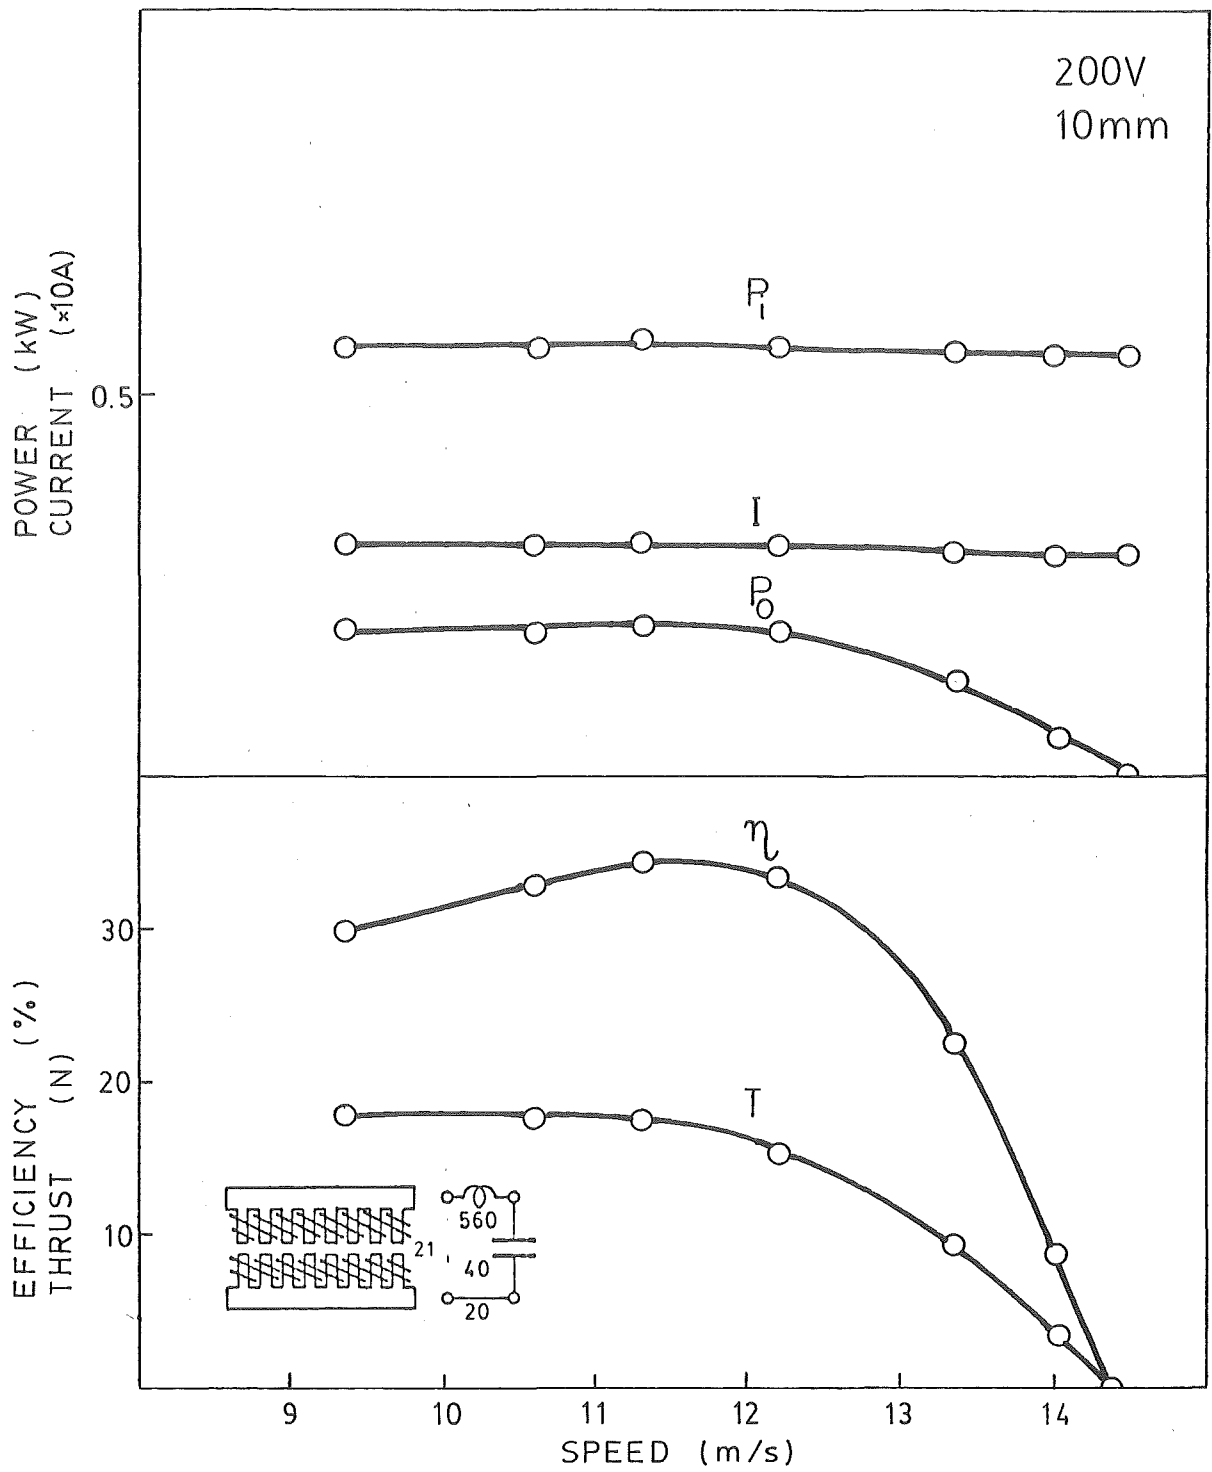 200V
10mm
POWER (kW)
CURRENT (×10A)
P₁
0.5
I
P₀
η
30
EFFICIENCY (%)
THRUST (N)
20
T
10
560
21
40
20
9 10 11 12 13 14
SPEED (m/s)